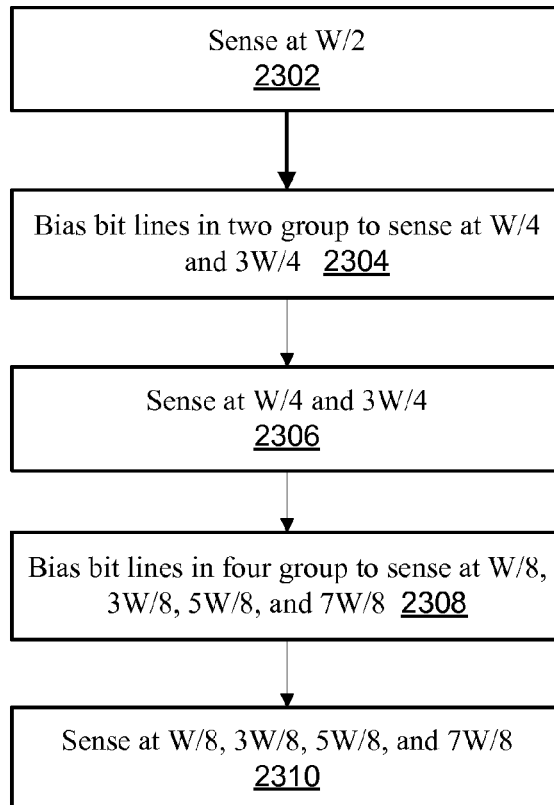 Sense at W/2
2302
Bias bit lines in two group to sense at W/4
and 3W/4 2304
Sense at W/4 and 3W/4
2306
Bias bit lines in four group to sense at W/8,
3W/8, 5W/8, and 7W/8 2308
Sense at W/8, 3W/8, 5W/8, and 7W/8
2310